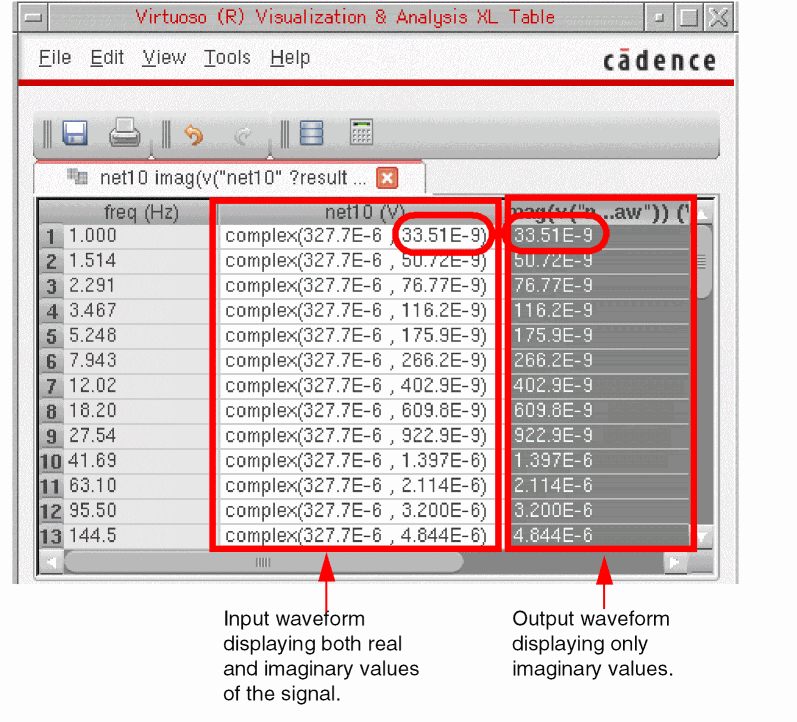 Virtuoso (R) Visualization & Analysis XL Table
File Edit View Tools Help
cādence
net10 imag(v("net10" ?result ...
freq (Hz) net10 (V) mag(v("n...aw")) (
1 1.000 complex(327.7E-6 , 33.51E-9) 33.51E-9
2 1.514 complex(327.7E-6 , 50.72E-9) 50.72E-9
3 2.291 complex(327.7E-6 , 76.77E-9) 76.77E-9
4 3.467 complex(327.7E-6 , 116.2E-9) 116.2E-9
5 5.248 complex(327.7E-6 , 175.9E-9) 175.9E-9
6 7.943 complex(327.7E-6 , 266.2E-9) 266.2E-9
7 12.02 complex(327.7E-6 , 402.9E-9) 402.9E-9
8 18.20 complex(327.7E-6 , 609.8E-9) 609.8E-9
9 27.54 complex(327.7E-6 , 922.9E-9) 922.9E-9
10 41.69 complex(327.7E-6 , 1.397E-6) 1.397E-6
11 63.10 complex(327.7E-6 , 2.114E-6) 2.114E-6
12 95.50 complex(327.7E-6 , 3.200E-6) 3.200E-6
13 144.5 complex(327.7E-6 , 4.844E-6) 4.844E-6
Input waveform
displaying both real
and imaginary values
of the signal.
Output waveform
displaying only
imaginary values.